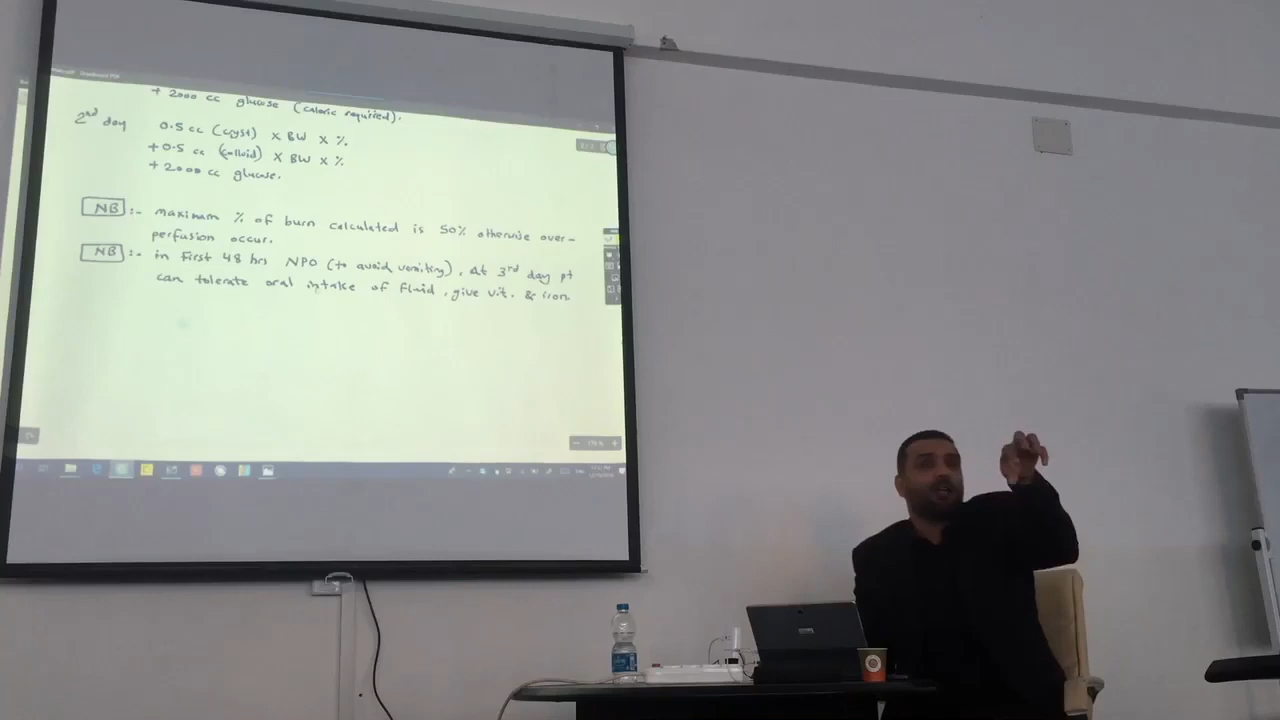 + 2000 cc glucose (caloric required).
2nd day 0.5 cc (cyst) x BW x %.
+ 0.5 cc (colloid) x BW x %
+ 2000 cc glucose.
NB :- maximum % of burn calculated is 50% otherwise over-
perfusion occur.
NB :- in first 48 hrs NPO (to avoid vomiting). At 3rd day pt
can tolerate oral intake of fluid, give vit. & iron